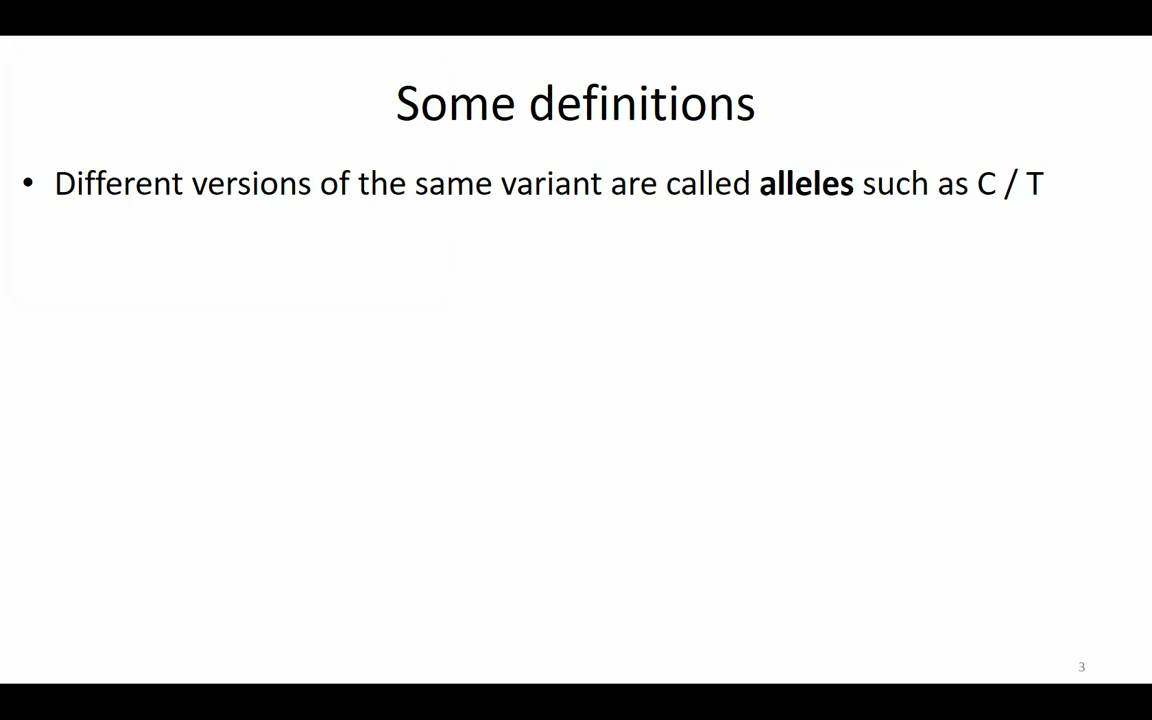 Some definitions
• Different versions of the same variant are called alleles such as C / T
3